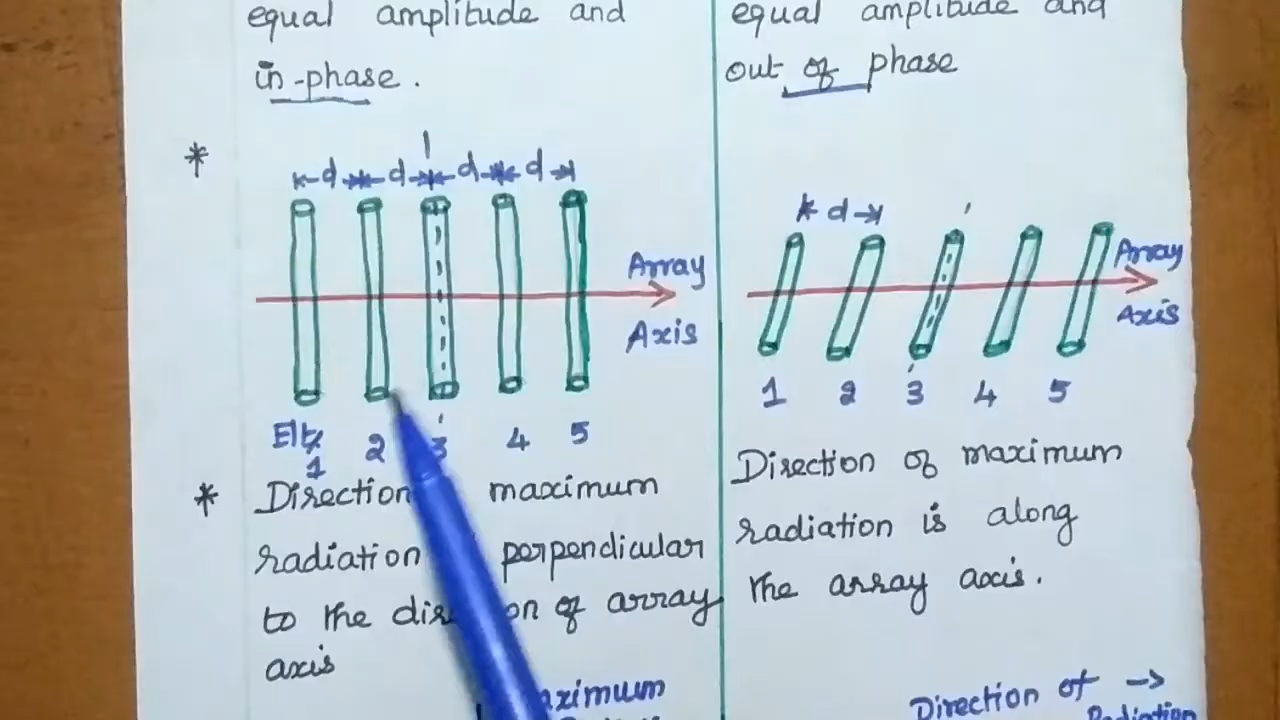 equal amplitude and
in-phase.
*
d d d d
Array
Axis
Elt 1 2 3 4 5
* Direction maximum
radiation perpendicular
to the on of array
axis
equal amplitude and
out of phase
d
Array
Axis
1 2 3 4 5
Direction of maximum
radiation is along
the array axis.
Direction of →
Radiation